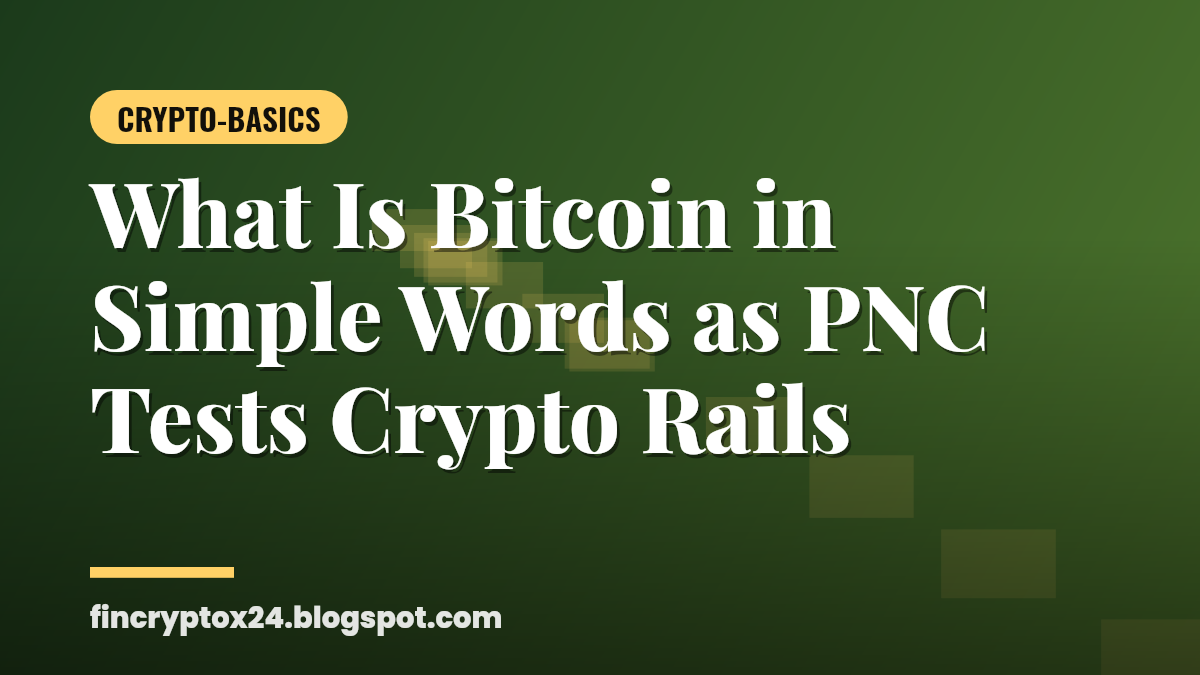 CRYPTO-BASICS
What Is Bitcoin in
Simple Words as PNC
Tests Crypto Rails
fincryptox24.blogspot.com